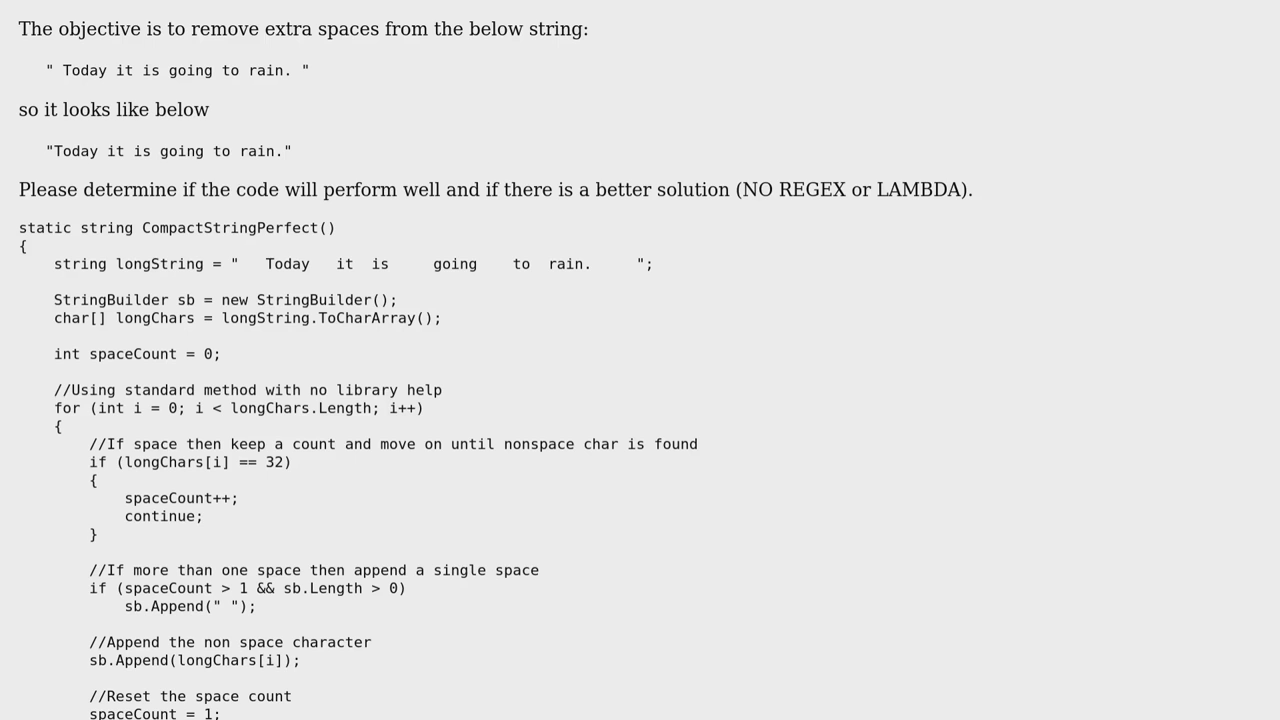 The objective is to remove extra spaces from the below string:
" Today it is going to rain. "
so it looks like below
"Today it is going to rain."
Please determine if the code will perform well and if there is a better solution (NO REGEX or LAMBDA).
static string CompactStringPerfect()
{
    string longString = "   Today   it  is     going    to  rain.     ";
    StringBuilder sb = new StringBuilder();
    char[] longChars = longString.ToCharArray();
    int spaceCount = 0;
    //Using standard method with no library help
    for (int i = 0; i < longChars.Length; i++)
    {
        //If space then keep a count and move on until nonspace char is found
        if (longChars[i] == 32)
        {
            spaceCount++;
            continue;
        }
        //If more than one space then append a single space
        if (spaceCount > 1 && sb.Length > 0)
            sb.Append(" ");
        //Append the non space character
        sb.Append(longChars[i]);
        //Reset the space count
        spaceCount = 1;